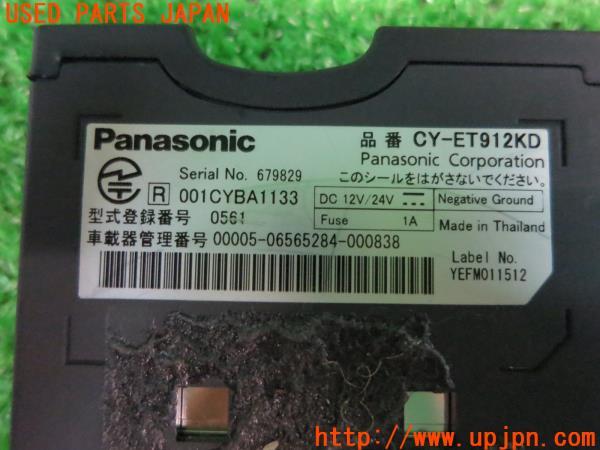 USED PARTS JAPAN
Panasonic
品番 CY-ET912KD
Panasonic Corporation
Serial No. 679829
このシールをはがさないでください。
R 001CYBA1133
DC 12V/24V Negative Ground
型式登録番号 0561
Fuse 1A
Made in Thailand
車載器管理番号 00005-06565284-000838
Label No.
YEFM011512
http://www.upjpn.com